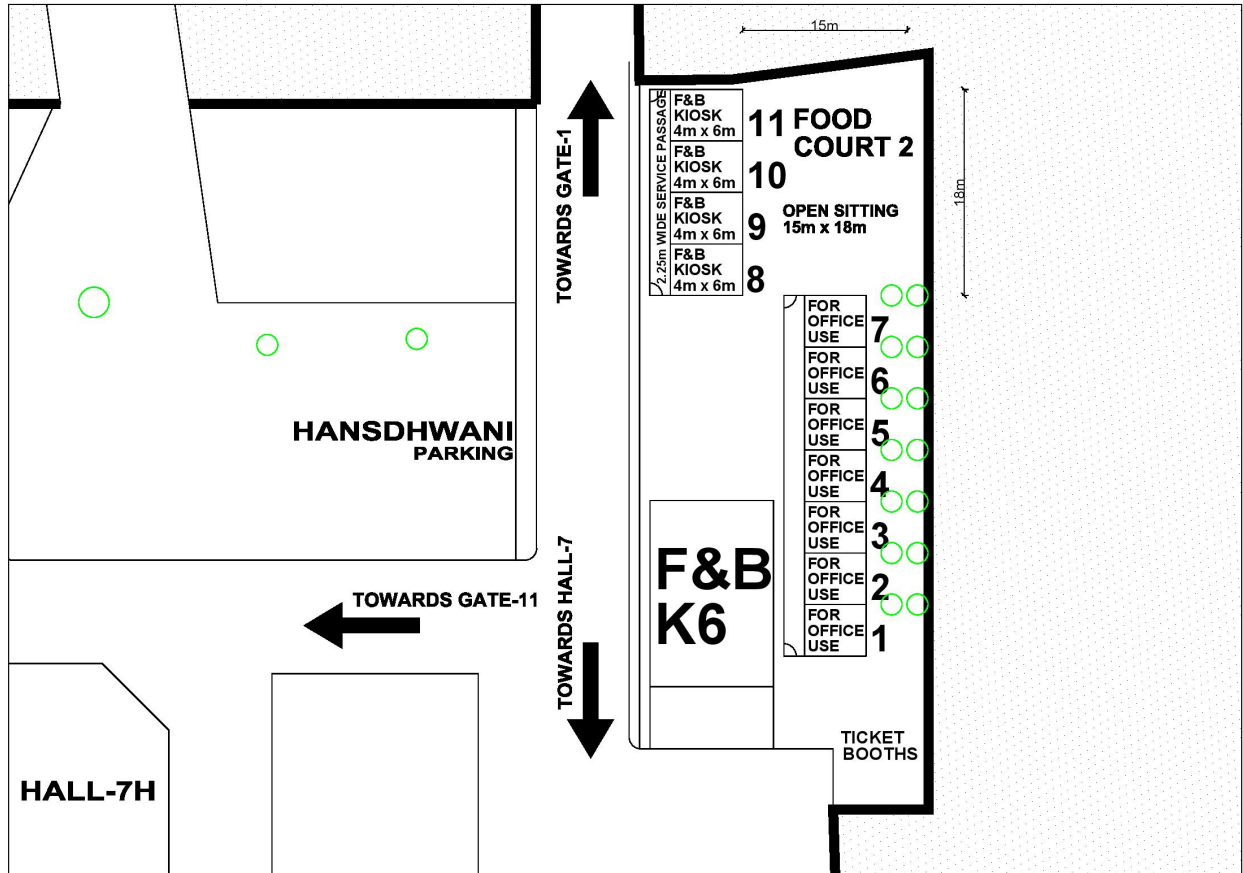 15m
18m
TOWARDS GATE-1
2.25m WIDE SERVICE PASSAGE
F&B
KIOSK
4m x 6m
11
F&B
KIOSK
4m x 6m
10
F&B
KIOSK
4m x 6m
9
F&B
KIOSK
4m x 6m
8
FOOD
COURT 2
OPEN SITTING
15m x 18m
FOR
OFFICE
USE
7
FOR
OFFICE
USE
6
FOR
OFFICE
USE
5
FOR
OFFICE
USE
4
FOR
OFFICE
USE
3
FOR
OFFICE
USE
2
FOR
OFFICE
USE
1
HANSDHWANI
PARKING
F&B
K6
TOWARDS GATE-11
TOWARDS HALL-7
TICKET
BOOTHS
HALL-7H